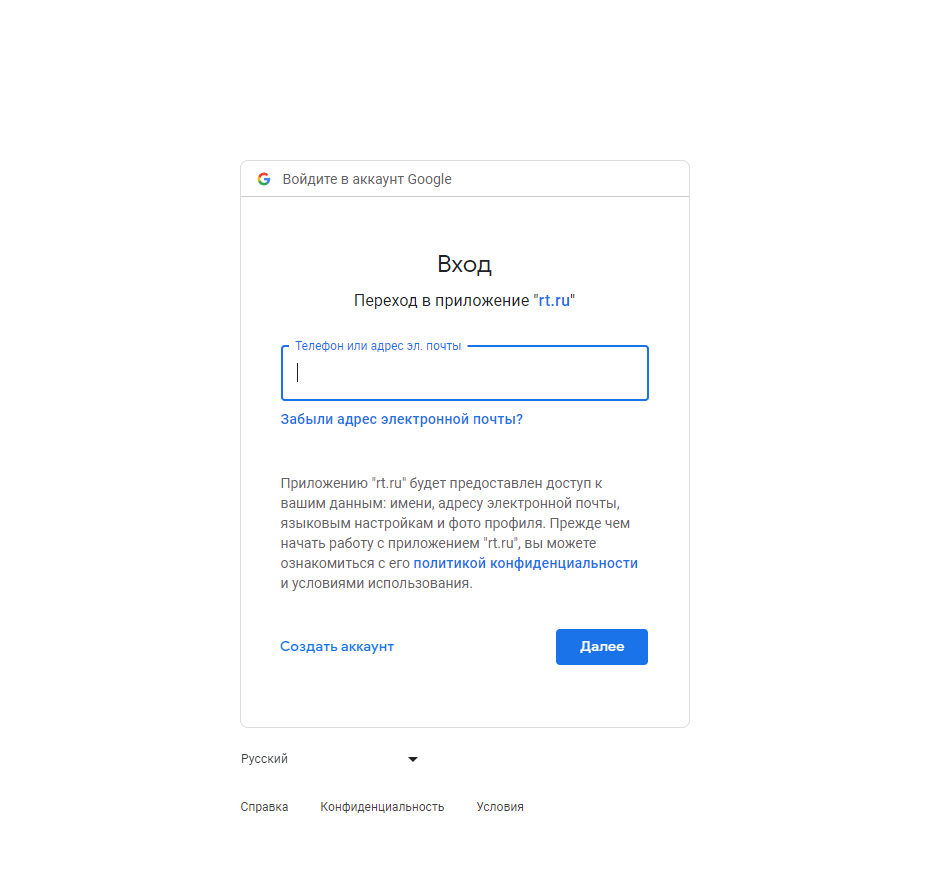 Войдите в аккаунт Google
Вход
Переход в приложение "rt.ru"
Телефон или адрес эл. почты
Забыли адрес электронной почты?
Приложению "rt.ru" будет предоставлен доступ к
вашим данным: имени, адресу электронной почты,
языковым настройкам и фото профиля. Прежде чем
начать работу с приложением "rt.ru", вы можете
ознакомиться с его политикой конфиденциальности
и условиями использования.
Создать аккаунт
Далее
Русский
Справка
Конфиденциальность
Условия